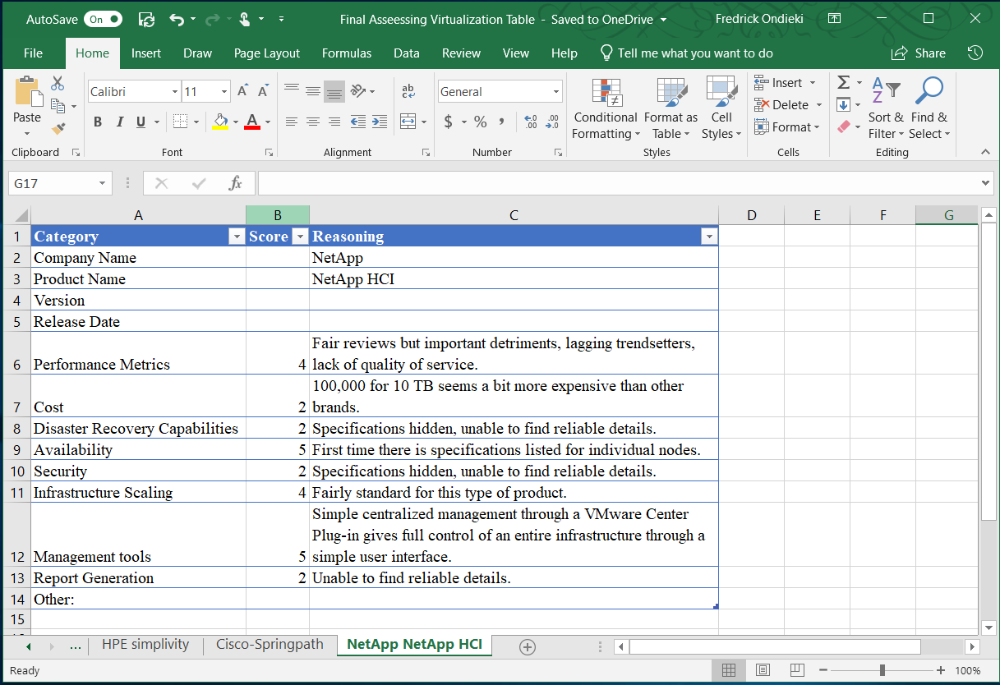 AutoSave On Final Asseessing Virtualization Table - Saved to OneDrive Fredrick Ondieki
File Home Insert Draw Page Layout Formulas Data Review View Help Tell me what you want to do Share
Calibri 11 General Insert
Paste Conditional Format as Cell Delete Sort & Find &
B I U $ % Formatting Table Styles Format Filter Select
Clipboard Font Alignment Number Styles Cells Editing
G17 fx
A B C D E F G
1 Category Score Reasoning
2 Company Name NetApp
3 Product Name NetApp HCI
4 Version
5 Release Date
Fair reviews but important detriments, lagging trendsetters,
6 Performance Metrics 4 lack of quality of service.
100,000 for 10 TB seems a bit more expensive than other
7 Cost 2 brands.
8 Disaster Recovery Capabilities 2 Specifications hidden, unable to find reliable details.
9 Availability 5 First time there is specifications listed for individual nodes.
10 Security 2 Specifications hidden, unable to find reliable details.
11 Infrastructure Scaling 4 Fairly standard for this type of product.
Simple centralized management through a VMware Center
Plug-in gives full control of an entire infrastructure through a
12 Management tools 5 simple user interface.
13 Report Generation 2 Unable to find reliable details.
14 Other:
15
... HPE simplivity Cisco-Springpath NetApp NetApp HCI
Ready 100%